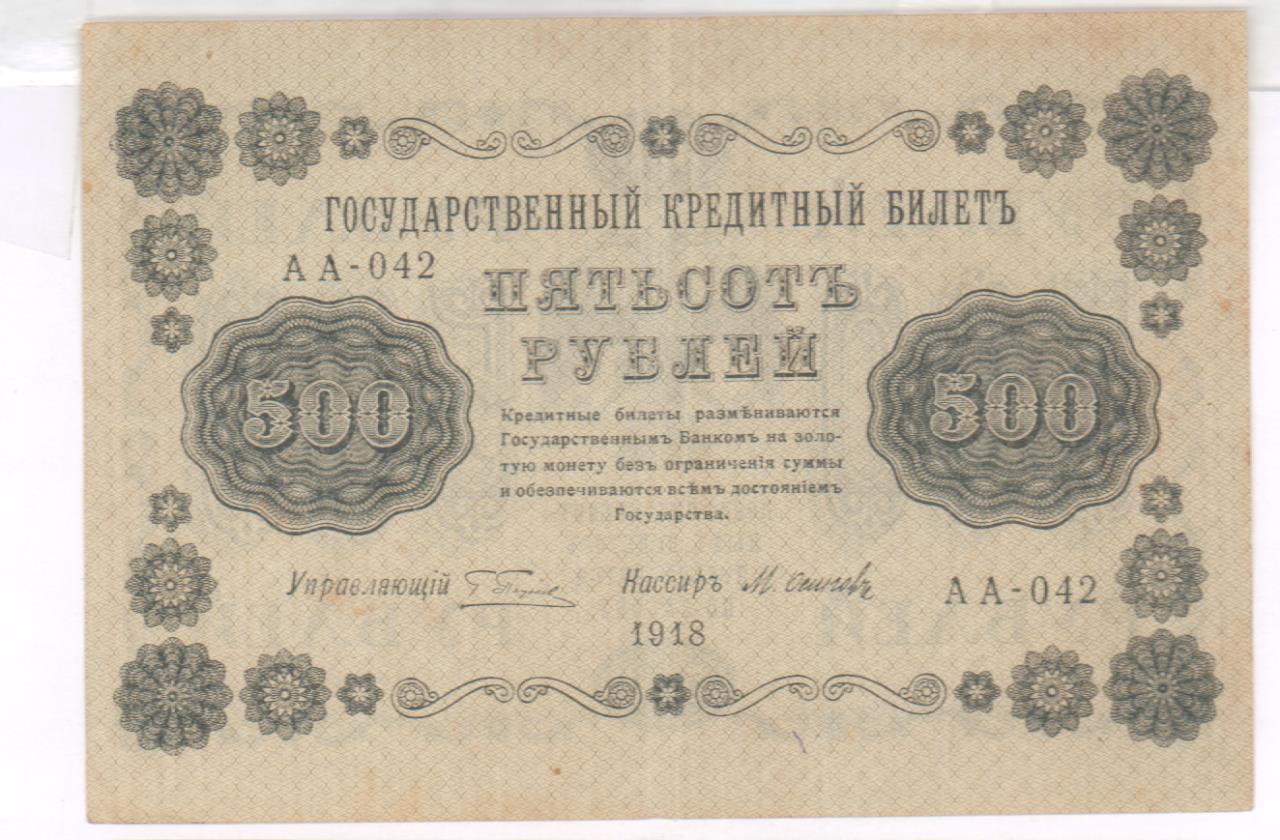 ГОСУДАРСТВЕННЫЙ КРЕДИТНЫЙ БИЛЕТЪ
АА-042
ПЯТЬСОТЪ
РУБЛЕЙ
500
500
Кредитные билеты размѣниваются
Государственнымъ Банкомъ на золо-
тую монету безъ ограниченія суммы
и обезпечиваются всѣмъ достояніемъ
Государства.
Управляющій
Кассиръ М. Осиповъ
АА-042
1918